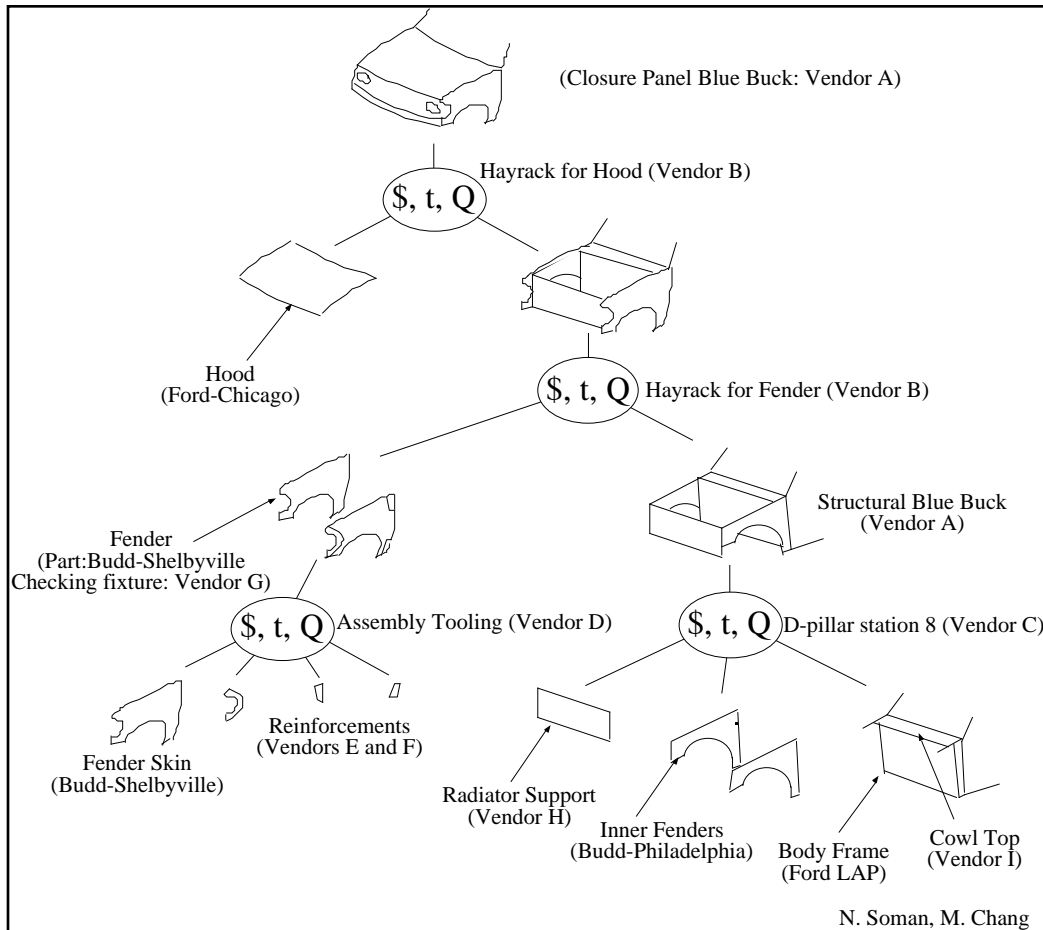 (Closure Panel Blue Buck: Vendor A)
Hayrack for Hood (Vendor B)
$, t, Q
Hood
(Ford-Chicago)
$, t, Q
Hayrack for Fender (Vendor B)
Fender
(Part:Budd-Shelbyville
Checking fixture: Vendor G)
Structural Blue Buck
(Vendor A)
$, t, Q
Assembly Tooling (Vendor D)
$, t, Q
D-pillar station 8 (Vendor C)
Fender Skin
(Budd-Shelbyville)
Reinforcements
(Vendors E and F)
Radiator Support
(Vendor H)
Inner Fenders
(Budd-Philadelphia)
Body Frame
(Ford LAP)
Cowl Top
(Vendor I)
N. Soman, M. Chang